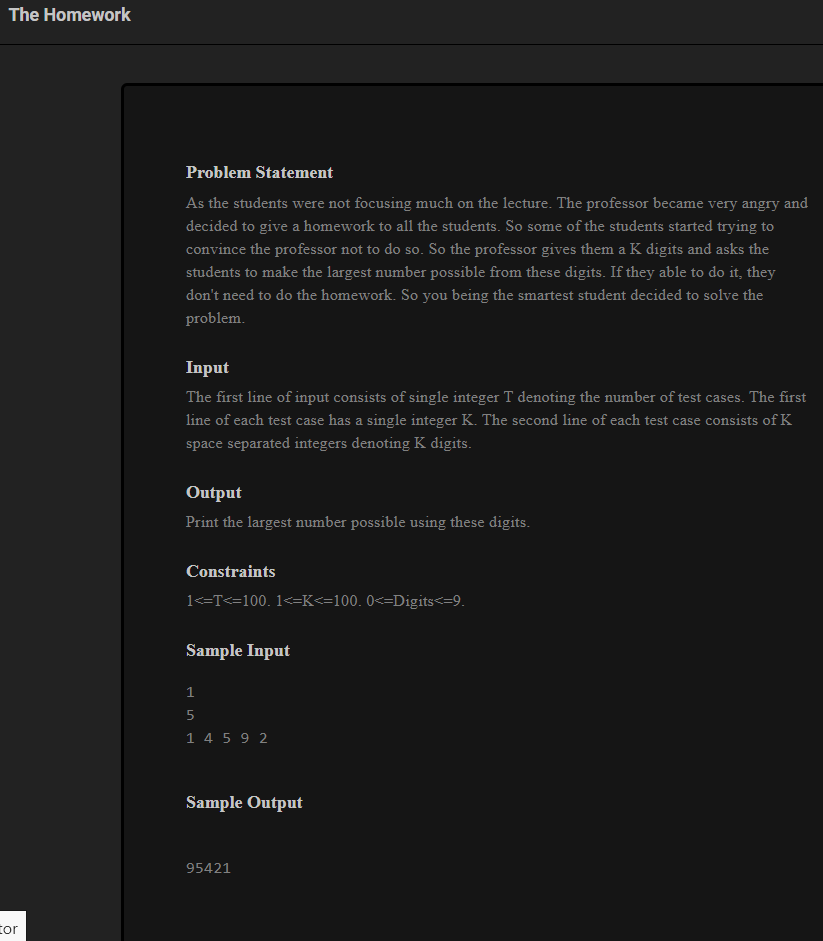 The Homework
Problem Statement
As the students were not focusing much on the lecture. The professor became very angry and
decided to give a homework to all the students. So some of the students started trying to
convince the professor not to do so. So the professor gives them a K digits and asks the
students to make the largest number possible from these digits. If they able to do it, they
don't need to do the homework. So you being the smartest student decided to solve the
problem.
Input
The first line of input consists of single integer T denoting the number of test cases. The first
line of each test case has a single integer K. The second line of each test case consists of K
space separated integers denoting K digits.
Output
Print the largest number possible using these digits.
Constraints
1<=T<=100. 1<=K<=100. 0<=Digits<=9.
Sample Input
1
5
1 4 5 9 2
Sample Output
95421
tor